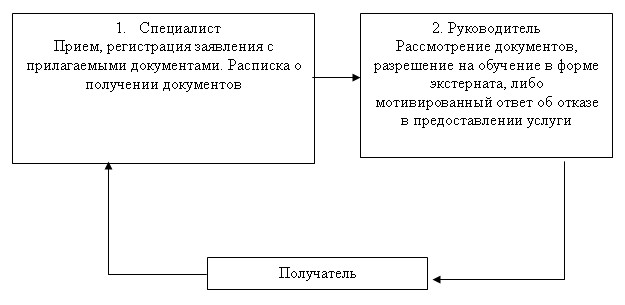 1. Специалист
Прием, регистрация заявления с
прилагаемыми документами. Расписка о
получении документов
2. Руководитель
Рассмотрение документов,
разрешение на обучение в форме
экстерната, либо
мотивированный ответ об отказе
в предоставлении услуги
Получатель